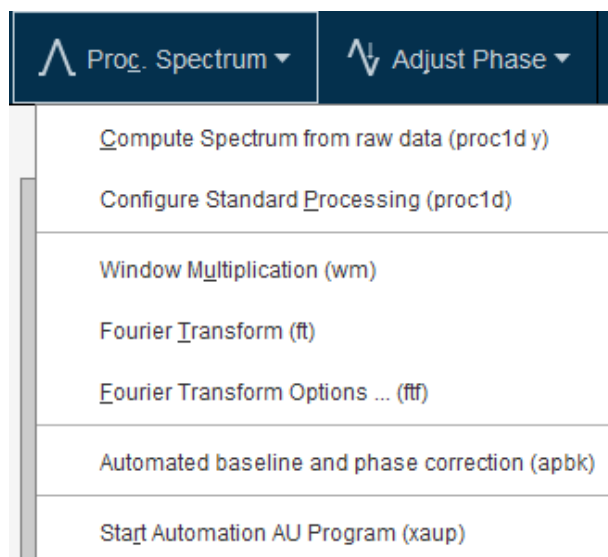 Proc. Spectrum Adjust Phase
Compute Spectrum from raw data (proc1d y)
Configure Standard Processing (proc1d)
Window Multiplication (wm)
Fourier Transform (ft)
Fourier Transform Options ... (ftf)
Automated baseline and phase correction (apbk)
Start Automation AU Program (xaup)